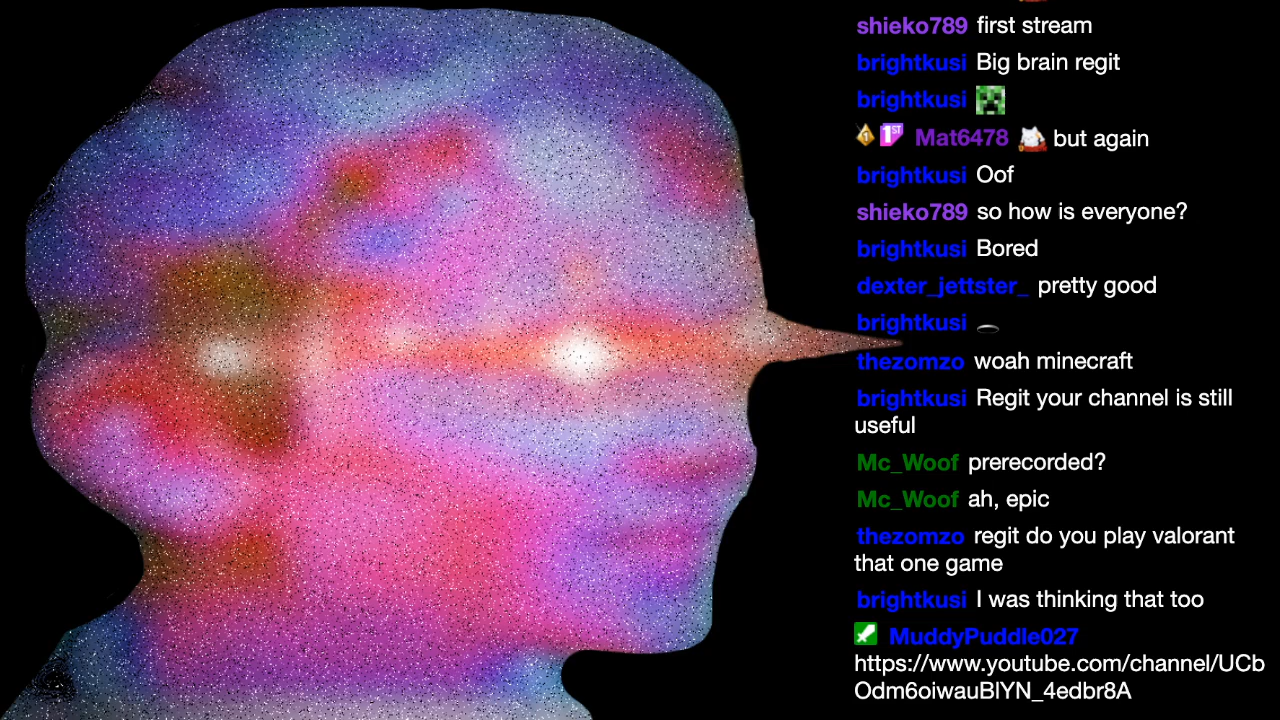 shieko789 first stream
brightkusi Big brain regit
brightkusi
1ST Mat6478 but again
brightkusi Oof
shieko789 so how is everyone?
brightkusi Bored
dexter_jettster_ pretty good
brightkusi
thezomzo woah minecraft
brightkusi Regit your channel is still
useful
Mc_Woof prerecorded?
Mc_Woof ah, epic
thezomzo regit do you play valorant
that one game
brightkusi I was thinking that too
MuddyPuddle027
https://www.youtube.com/channel/UCb
Odm6oiwauBlYN_4edbr8A